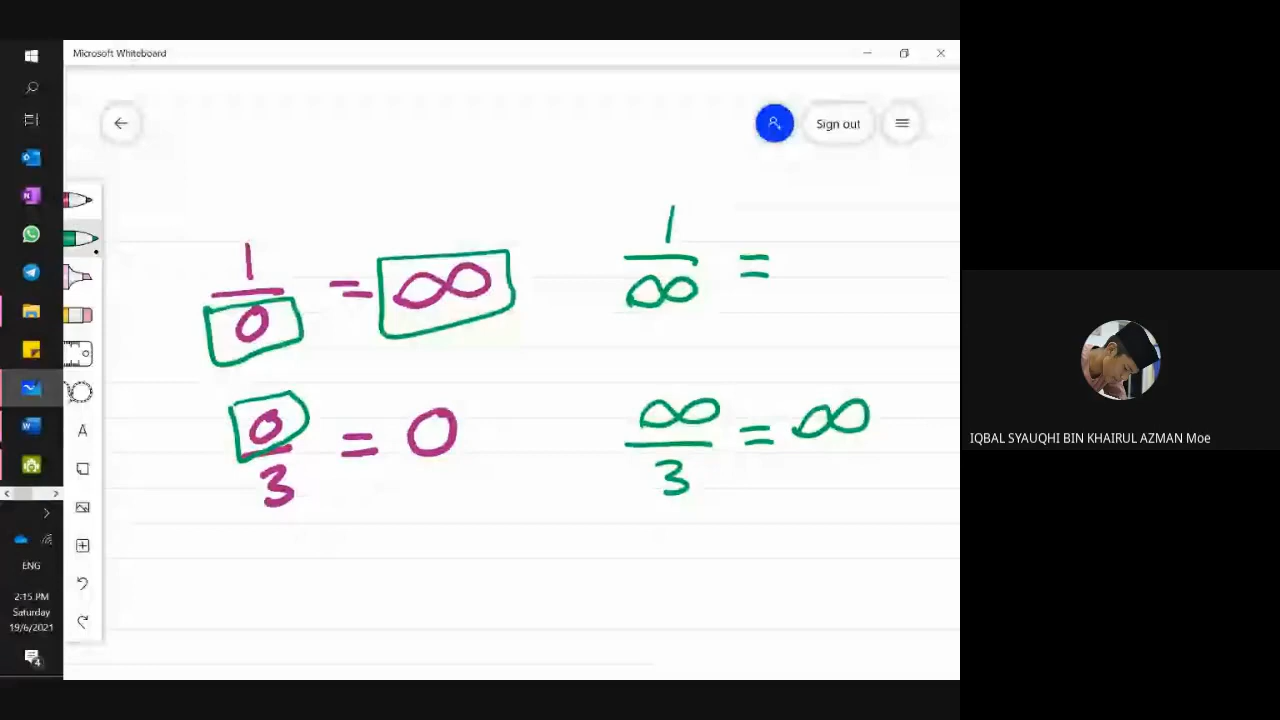 Microsoft Whiteboard
Sign out
1/0 = ∞
1/∞ =
0/3 = 0
∞/3 = ∞
A
IQBAL SYAUQHI BIN KHAIRUL AZMAN Moe
ENG
2:15 PM
Saturday
19/6/2021
4